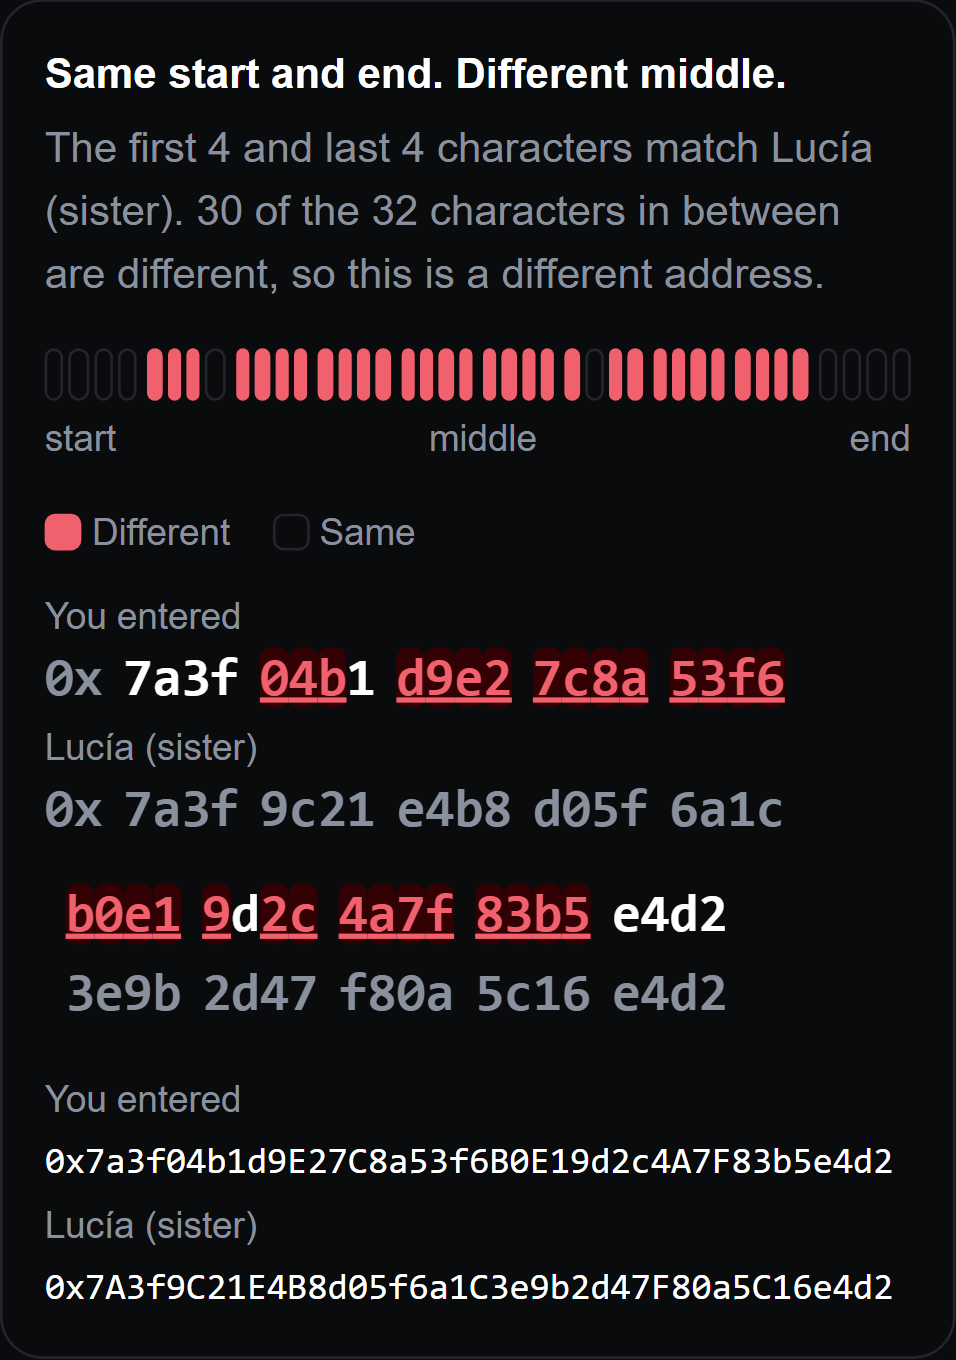 Same start and end. Different middle.
The first 4 and last 4 characters match Lucía
(sister). 30 of the 32 characters in between
are different, so this is a different address.
start middle end
Different Same
You entered
0x 7a3f 04b1 d9e2 7c8a 53f6
Lucía (sister)
0x 7a3f 9c21 e4b8 d05f 6a1c
b0e1 9d2c 4a7f 83b5 e4d2
3e9b 2d47 f80a 5c16 e4d2
You entered
0x7a3f04b1d9E27C8a53f6B0E19d2c4A7F83b5e4d2
Lucía (sister)
0x7A3f9C21E4B8d05f6a1C3e9b2d47F80a5C16e4d2